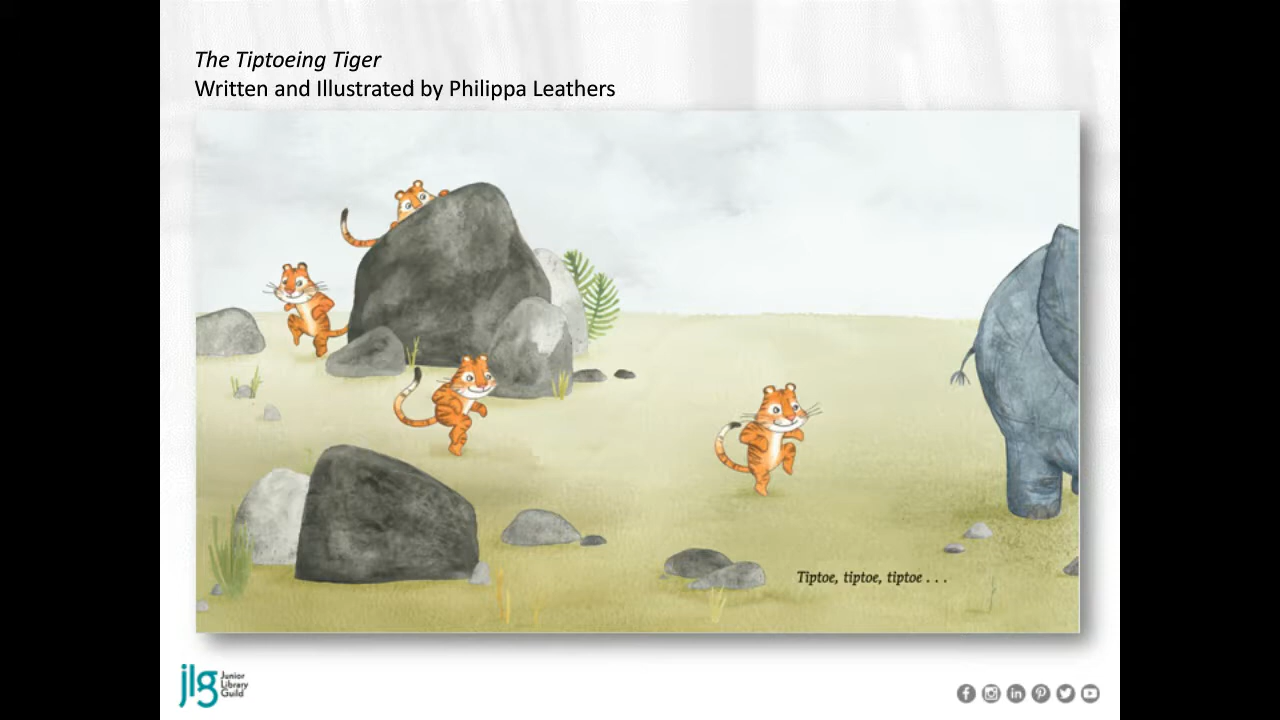 The Tiptoeing Tiger
Written and Illustrated by Philippa Leathers
Tiptoe, tiptoe, tiptoe . . .
jlg
Junior
Library
Guild